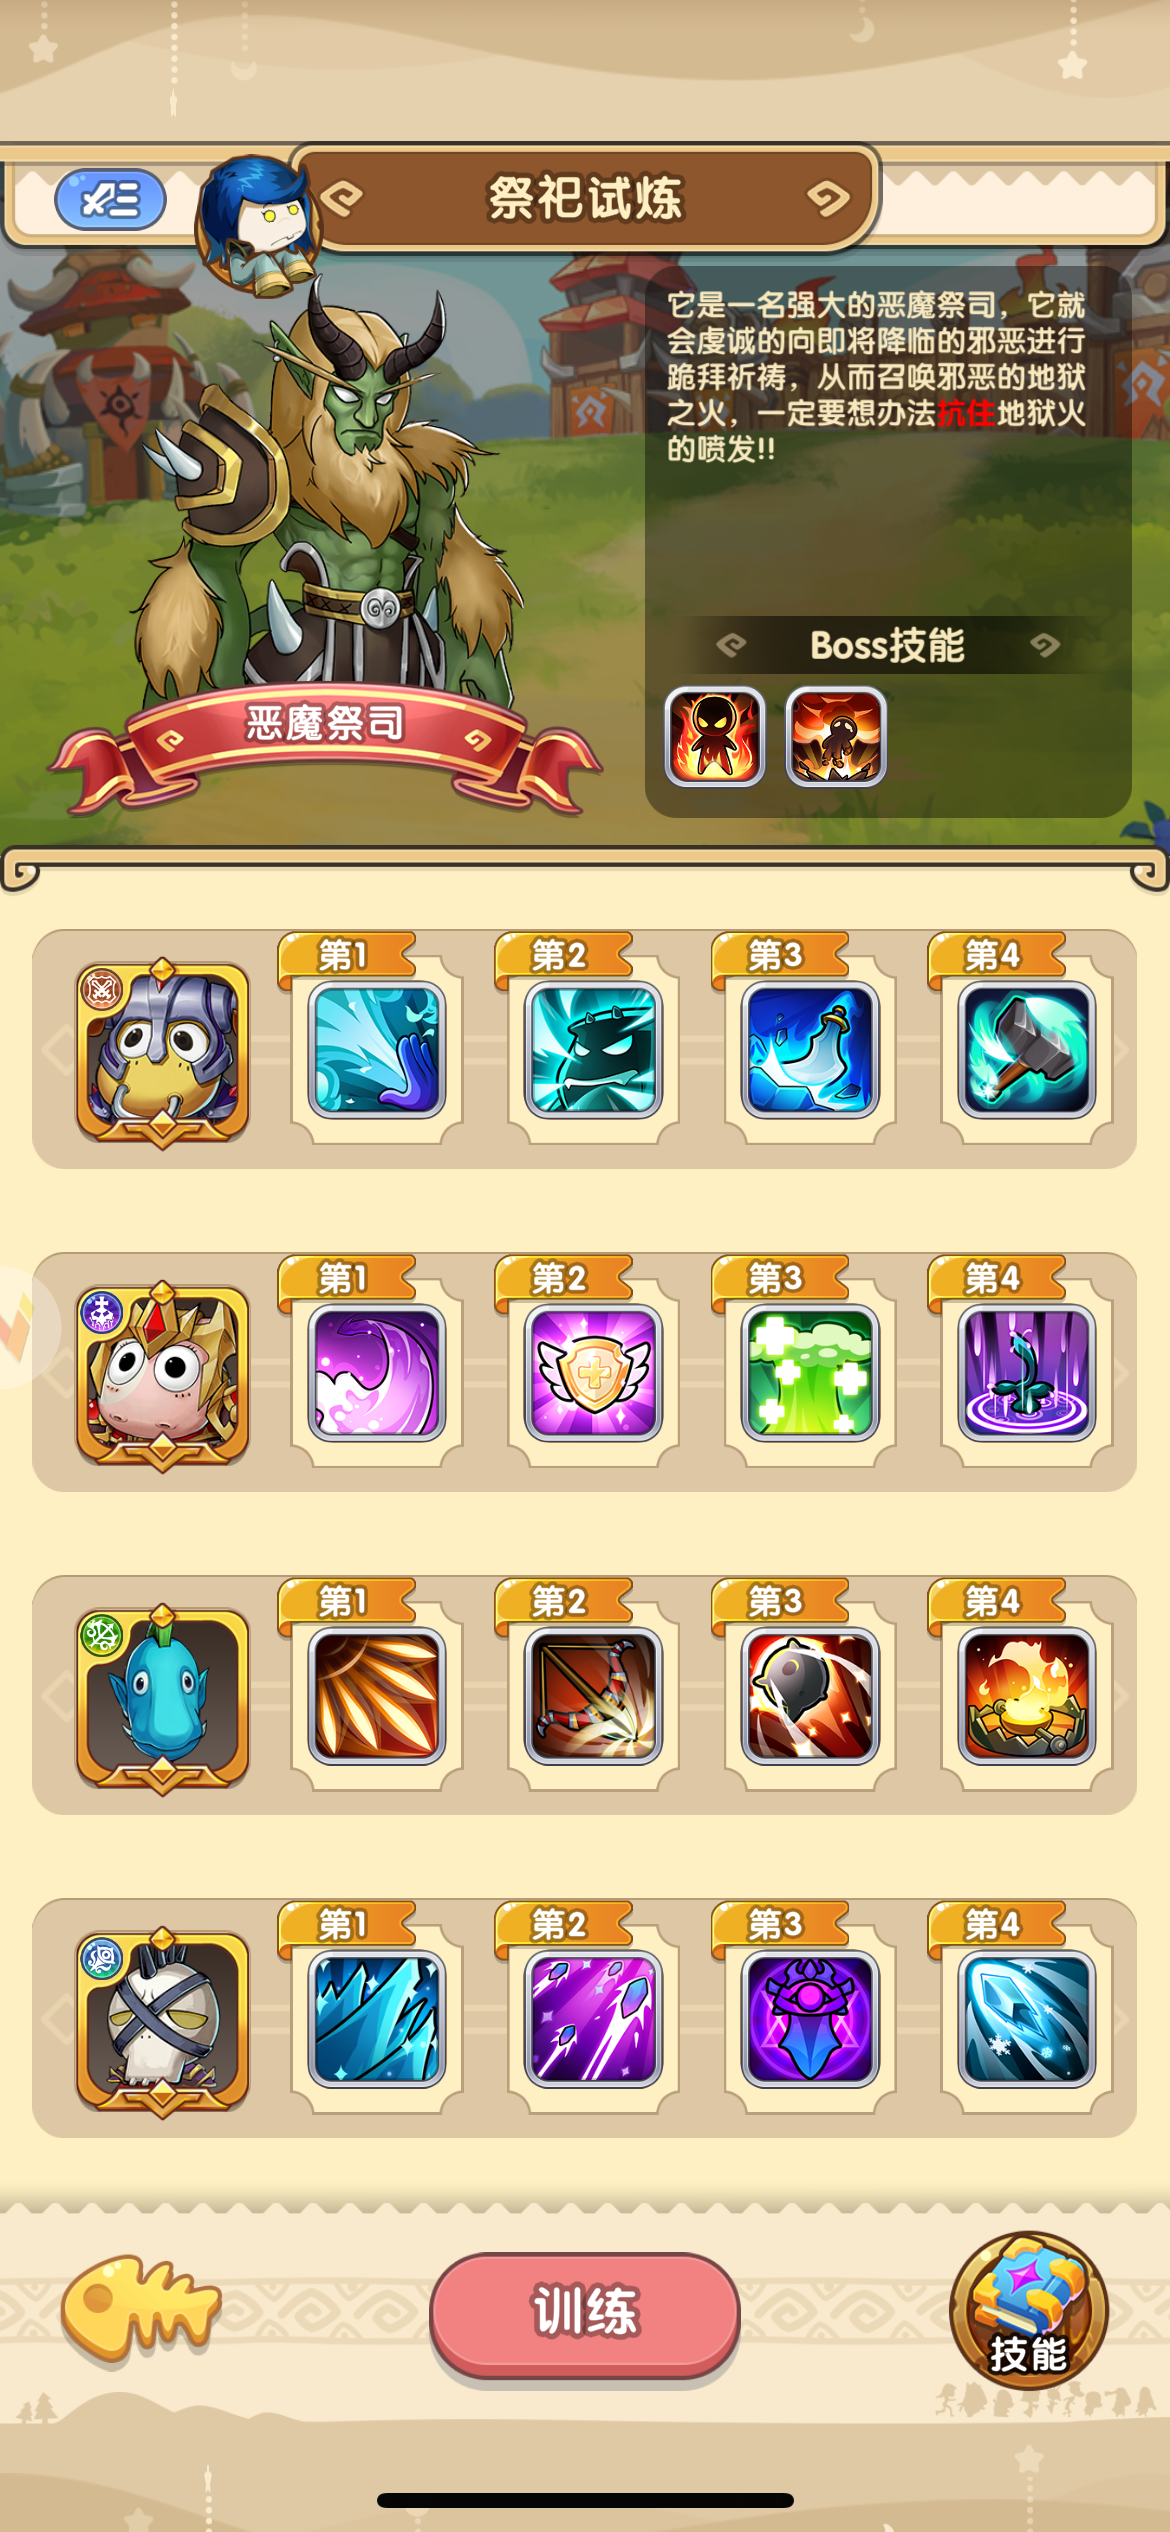 祭祀试炼
它是一名强大的恶魔祭司，它就
会虔诚的向即将降临的邪恶进行
跪拜祈祷，从而召唤邪恶的地狱
之火，一定要想办法抗住地狱火
的喷发!!
Boss技能
恶魔祭司
第1 第2 第3 第4
第1 第2 第3 第4
第1 第2 第3 第4
第1 第2 第3 第4
训练
技能